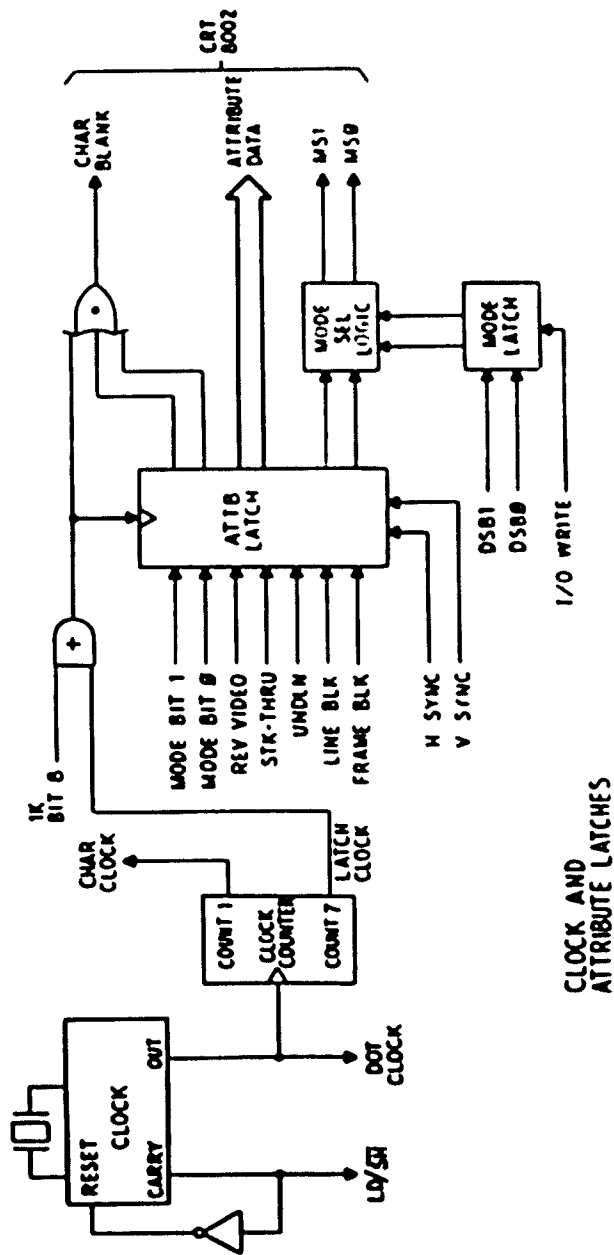 RESET
CLOCK
CARRY
OUT
LD/SH
DOT
CLOCK
COUNT 1
CLOCK
COUNTER
COUNT 7
CHAR
CLOCK
LATCH
CLOCK
1K
BIT 8
+
MODE BIT 1
MODE BIT 0
REV VIDEO
STK-THRU
UNDLN
LINE BLK
FRAME BLK
H SYNC
V SYNC
ATTB
LATCH
CHAR
BLANK
ATTRIBUTE
DATA
CRT
8002
MODE
SEL
LOGIC
MS1
MS0
MODE
LATCH
DSB1
DSB0
I/O WRITE
CLOCK AND
ATTRIBUTE LATCHES